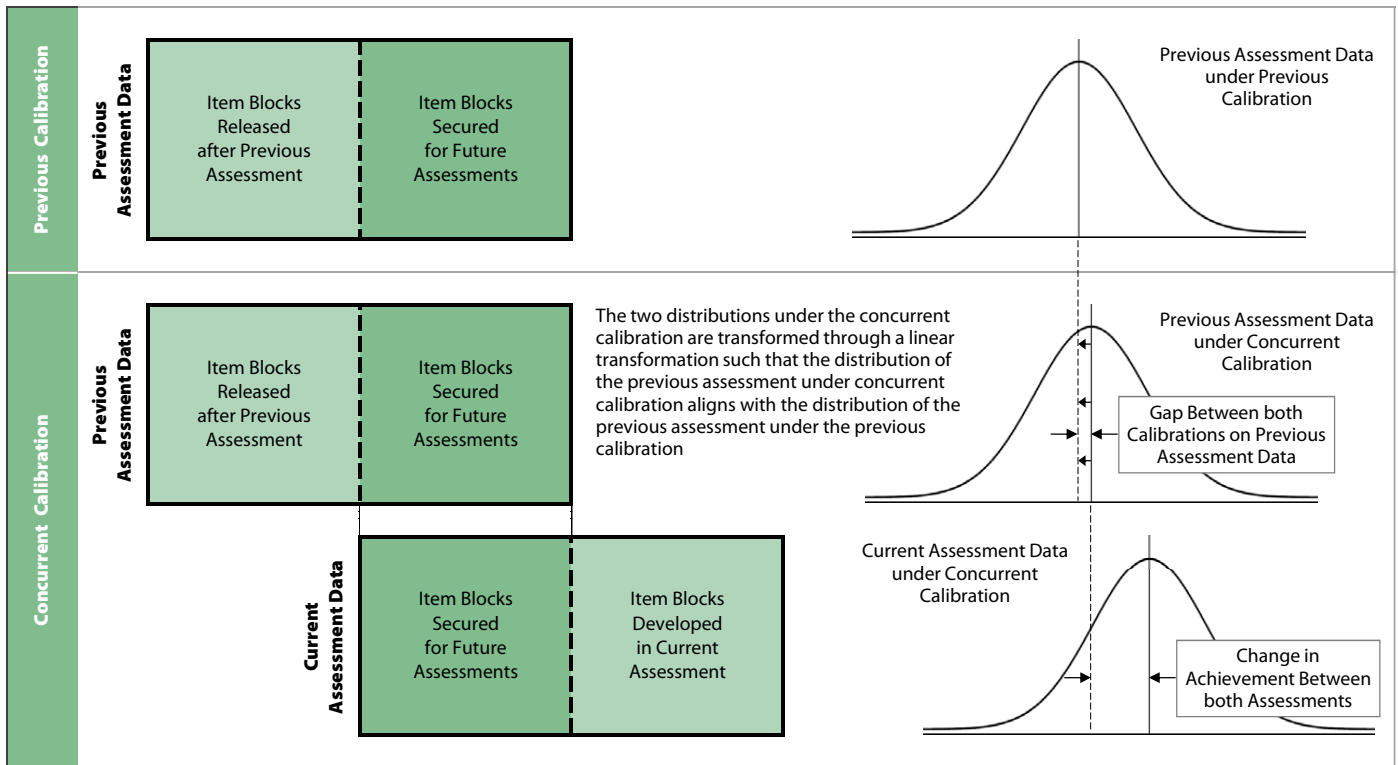 Previous Calibration
Previous
Assessment Data
Item Blocks
Released
after Previous
Assessment
Item Blocks
Secured
for Future
Assessments
Previous Assessment Data
under Previous
Calibration
Concurrent Calibration
Previous
Assessment Data
Item Blocks
Released
after Previous
Assessment
Item Blocks
Secured
for Future
Assessments
The two distributions under the concurrent
calibration are transformed through a linear
transformation such that the distribution of
the previous assessment under concurrent
calibration aligns with the distribution of the
previous assessment under the previous
calibration
Previous Assessment Data
under Concurrent
Calibration
Gap Between both
Calibrations on Previous
Assessment Data
Current
Assessment Data
Item Blocks
Secured
for Future
Assessments
Item Blocks
Developed
in Current
Assessment
Current Assessment Data
under Concurrent
Calibration
Change in
Achievement Between
both Assessments